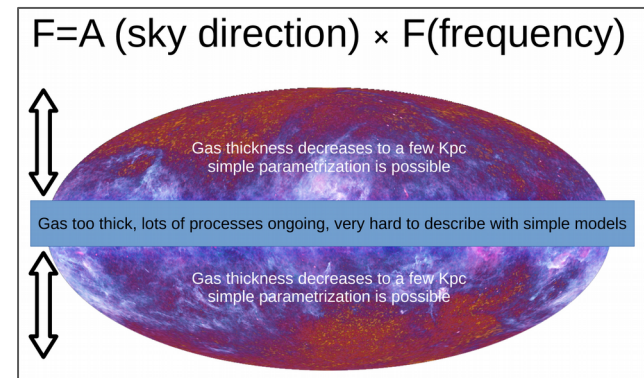 F=A (sky direction) × F(frequency)
Gas thickness decreases to a few Kpc
simple parametrization is possible
Gas too thick, lots of processes ongoing, very hard to describe with simple models
Gas thickness decreases to a few Kpc
simple parametrization is possible